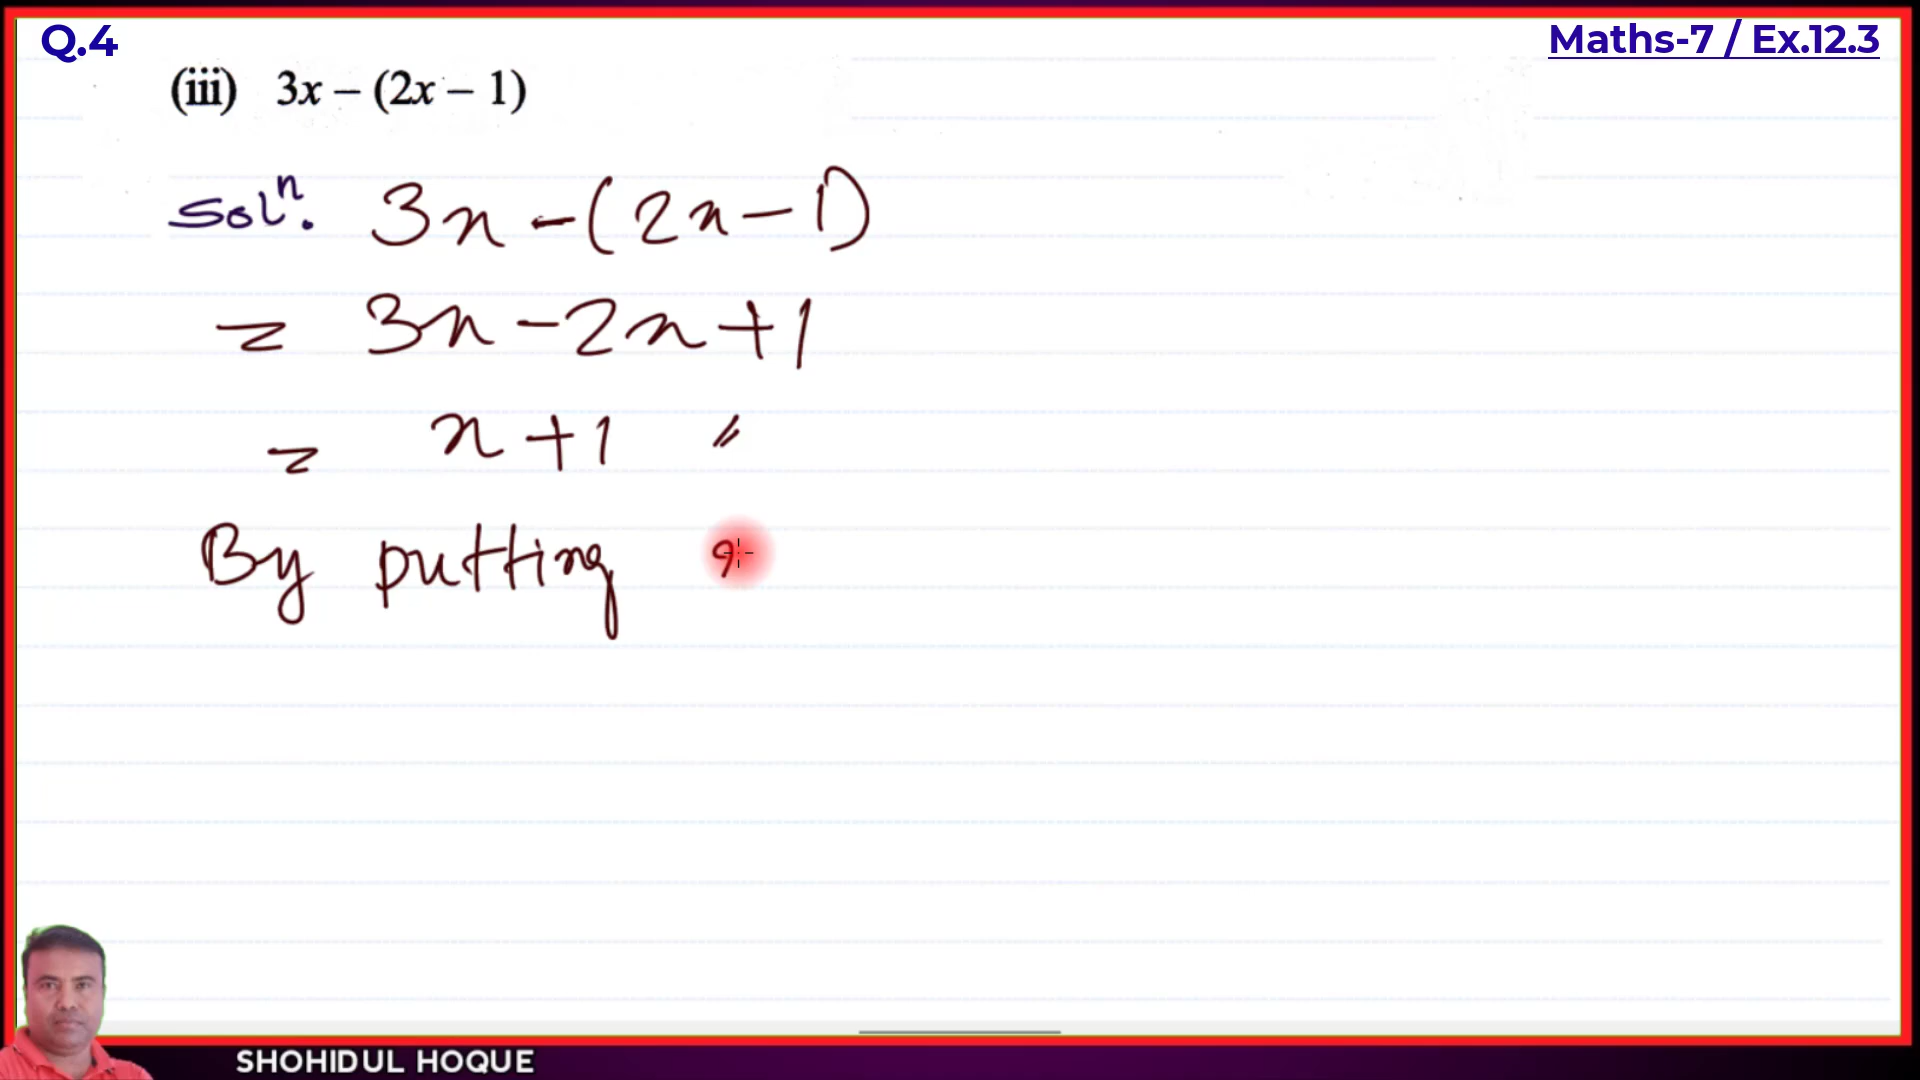 Q.4
Maths-7 / Ex.12.3
(iii) 3x – (2x – 1)
Solⁿ. 3x - (2x - 1)
= 3x - 2x + 1
= x + 1 //
By putting
SHOHIDUL HOQUE